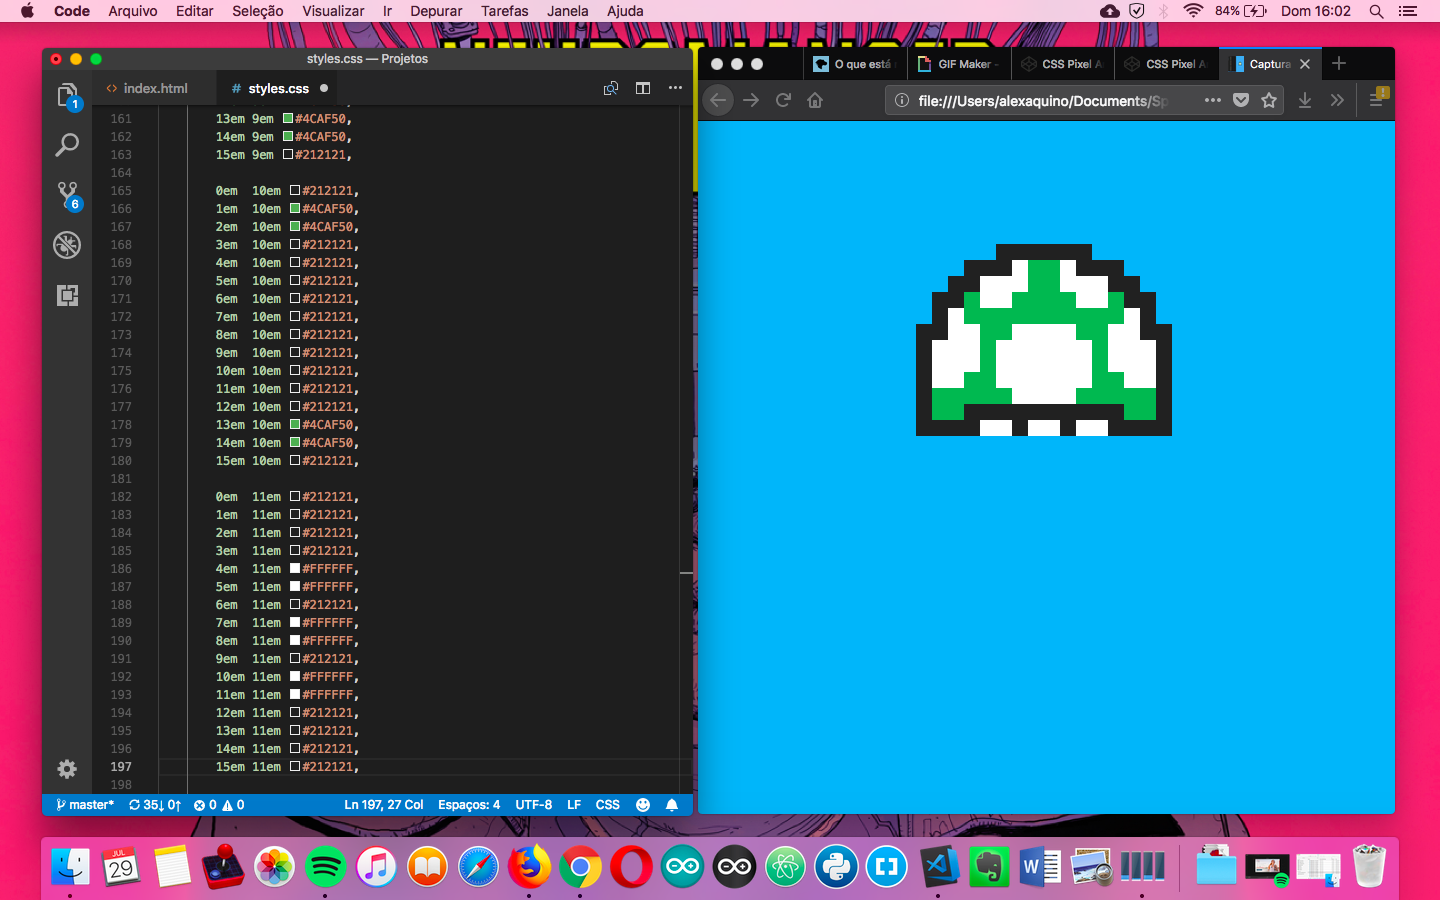 Code Arquivo Editar Seleção Visualizar Ir Depurar Tarefas Janela Ajuda 84% Dom 16:02
styles.css — Projetos
index.html # styles.css
1
6
161 13em 9em #4CAF50,
162 14em 9em #4CAF50,
163 15em 9em #212121,
164
165 0em 10em #212121,
166 1em 10em #4CAF50,
167 2em 10em #4CAF50,
168 3em 10em #212121,
169 4em 10em #212121,
170 5em 10em #212121,
171 6em 10em #212121,
172 7em 10em #212121,
173 8em 10em #212121,
174 9em 10em #212121,
175 10em 10em #212121,
176 11em 10em #212121,
177 12em 10em #212121,
178 13em 10em #4CAF50,
179 14em 10em #4CAF50,
180 15em 10em #212121,
181
182 0em 11em #212121,
183 1em 11em #212121,
184 2em 11em #212121,
185 3em 11em #212121,
186 4em 11em #FFFFFF,
187 5em 11em #FFFFFF,
188 6em 11em #212121,
189 7em 11em #FFFFFF,
190 8em 11em #FFFFFF,
191 9em 11em #212121,
192 10em 11em #FFFFFF,
193 11em 11em #FFFFFF,
194 12em 11em #212121,
195 13em 11em #212121,
196 14em 11em #212121,
197 15em 11em #212121,
198
master* 35↓ 0↑ 0 0 Ln 197, 27 Col Espaços: 4 UTF-8 LF CSS
O que está GIF Maker - CSS Pixel A CSS Pixel A Captura
file:///Users/alexaquino/Documents/Sp
JUL
29
W